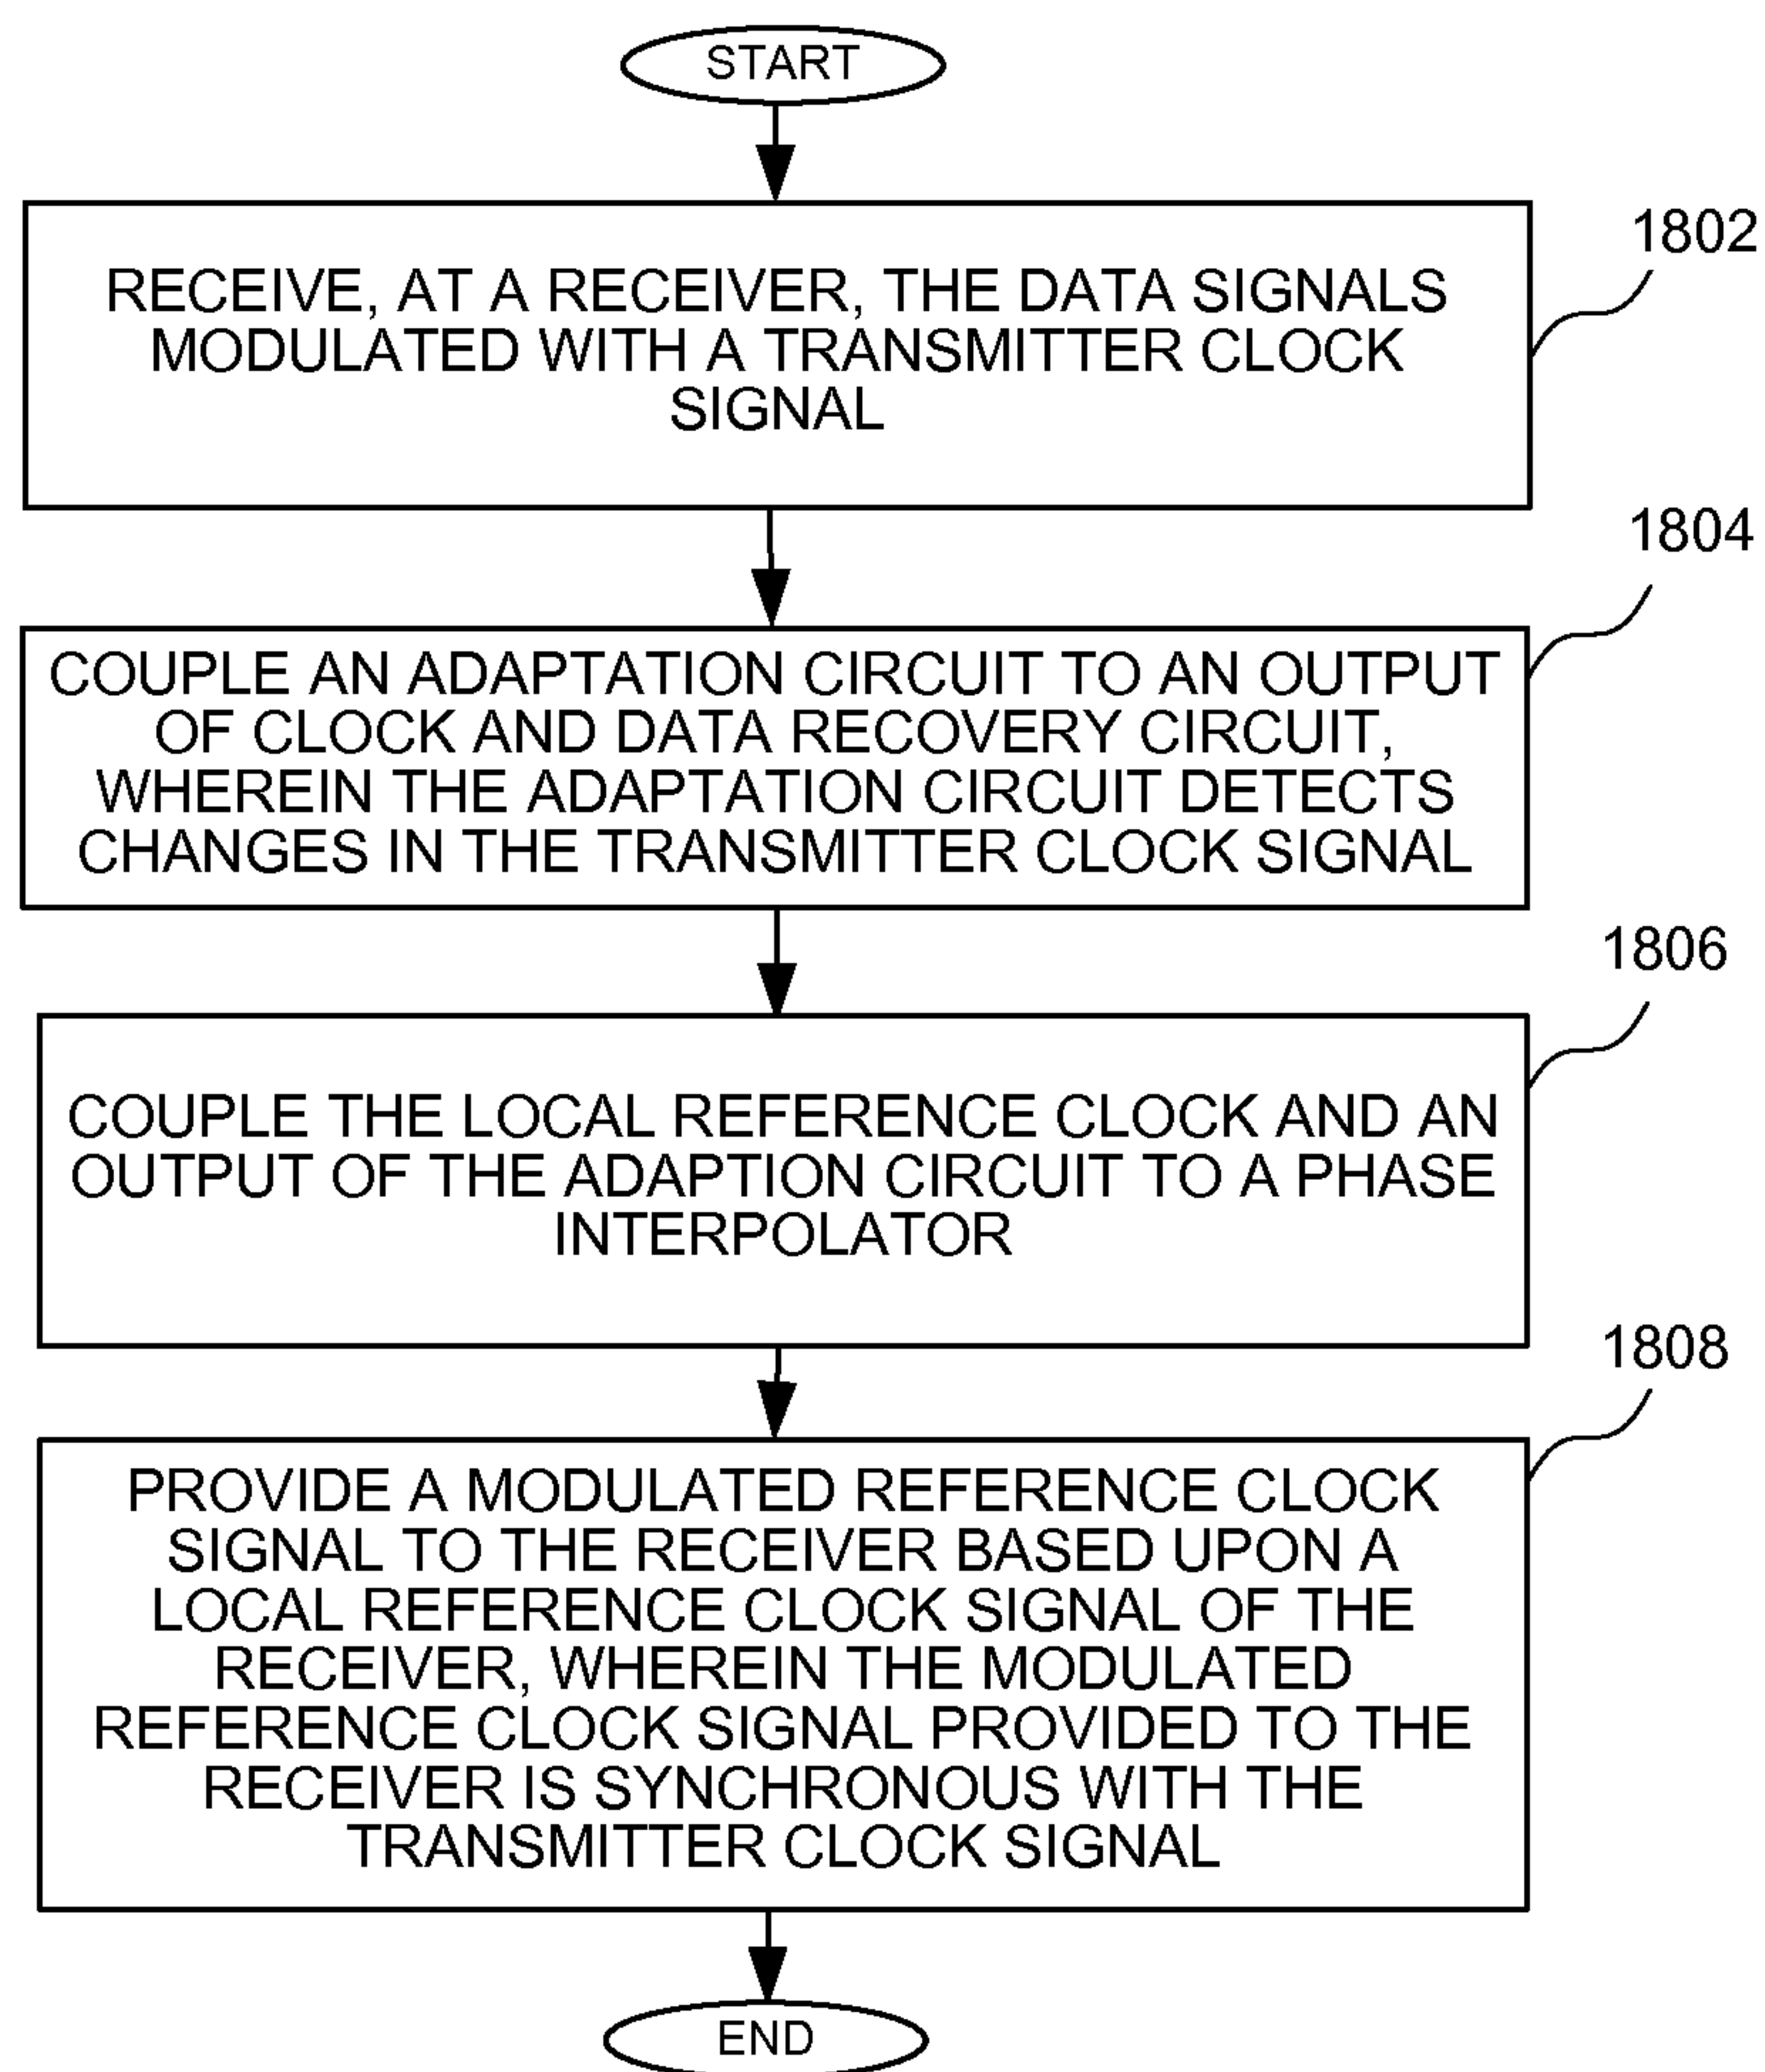 START
1802
RECEIVE, AT A RECEIVER, THE DATA SIGNALS
MODULATED WITH A TRANSMITTER CLOCK
SIGNAL
1804
COUPLE AN ADAPTATION CIRCUIT TO AN OUTPUT
OF CLOCK AND DATA RECOVERY CIRCUIT,
WHEREIN THE ADAPTATION CIRCUIT DETECTS
CHANGES IN THE TRANSMITTER CLOCK SIGNAL
1806
COUPLE THE LOCAL REFERENCE CLOCK AND AN
OUTPUT OF THE ADAPTION CIRCUIT TO A PHASE
INTERPOLATOR
1808
PROVIDE A MODULATED REFERENCE CLOCK
SIGNAL TO THE RECEIVER BASED UPON A
LOCAL REFERENCE CLOCK SIGNAL OF THE
RECEIVER, WHEREIN THE MODULATED
REFERENCE CLOCK SIGNAL PROVIDED TO THE
RECEIVER IS SYNCHRONOUS WITH THE
TRANSMITTER CLOCK SIGNAL
END